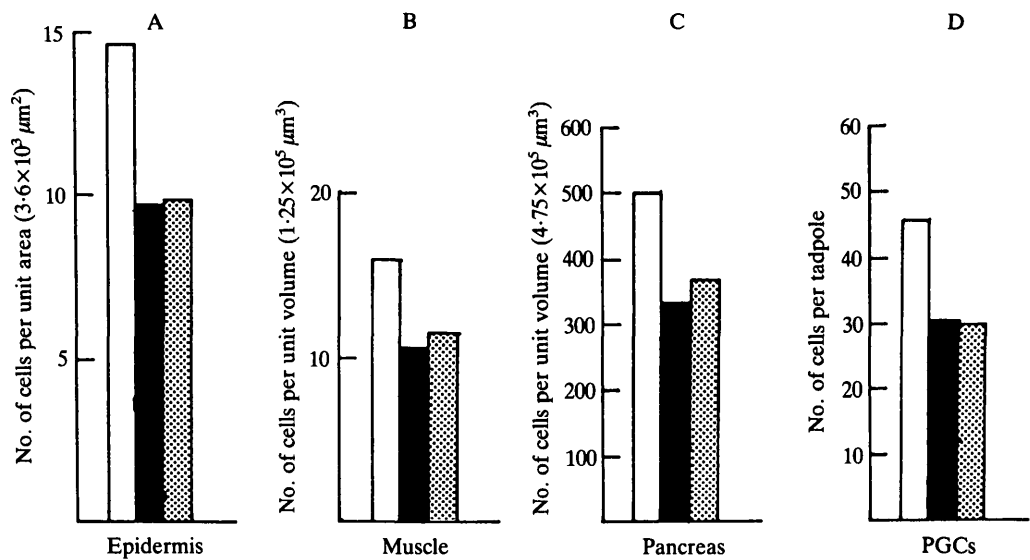 A
No. of cells per unit area (3·6×10³ μm²)
15
10
5
Epidermis
B
No. of cells per unit volume (1·25×10⁵ μm³)
20
10
Muscle
C
No. of cells per unit volume (4·75×10⁵ μm³)
600
500
400
300
200
100
Pancreas
D
No. of cells per tadpole
60
50
40
30
20
10
PGCs